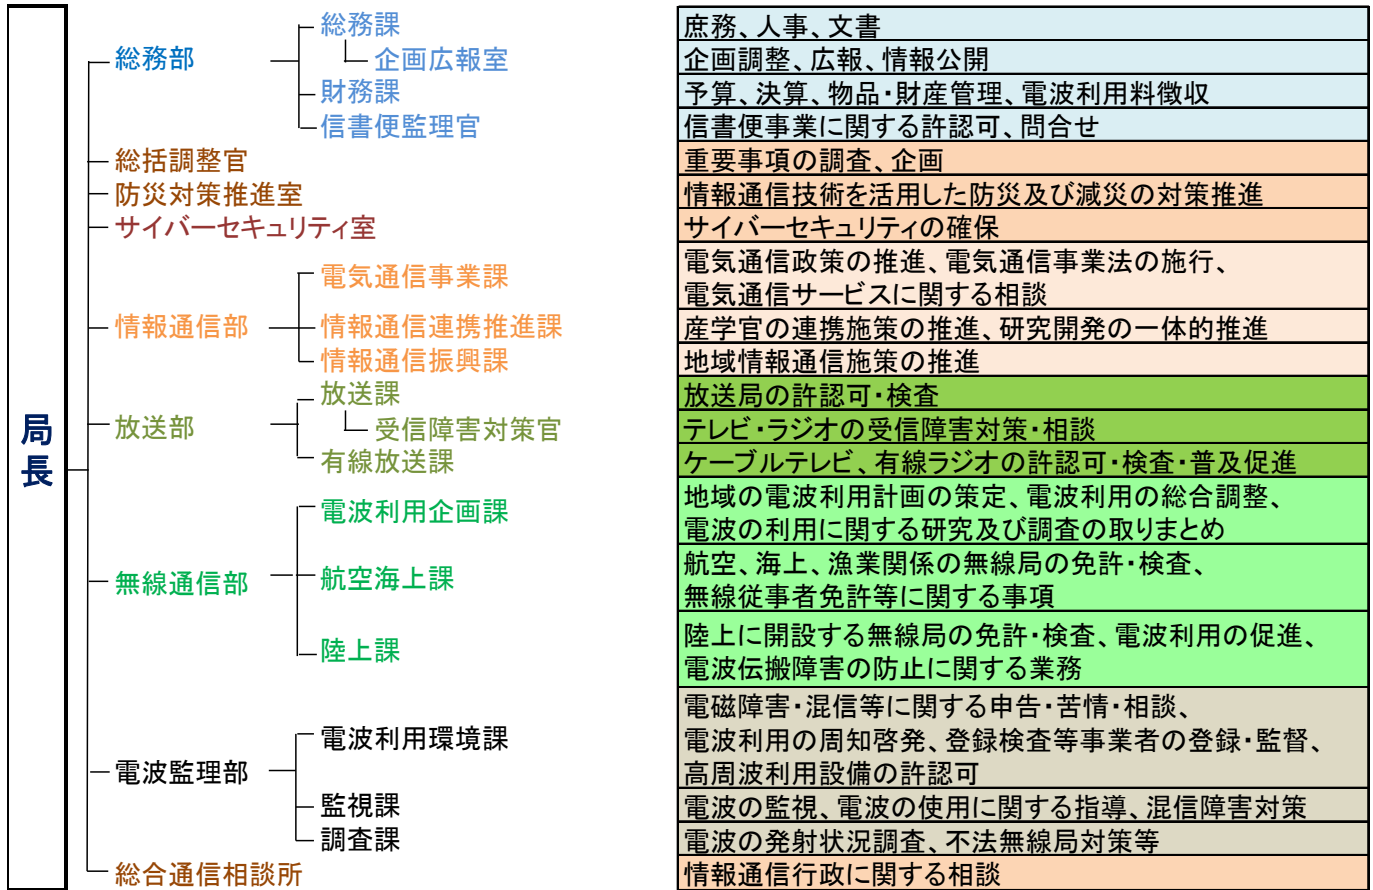 局長
総務部
総務課
企画広報室
財務課
信書便監理官
総括調整官
防災対策推進室
サイバーセキュリティ室
情報通信部
電気通信事業課
情報通信連携推進課
情報通信振興課
放送部
放送課
受信障害対策官
有線放送課
無線通信部
電波利用企画課
航空海上課
陸上課
電波監理部
電波利用環境課
監視課
調査課
総合通信相談所
庶務、人事、文書
企画調整、広報、情報公開
予算、決算、物品・財産管理、電波利用料徴収
信書便事業に関する許認可、問合せ
重要事項の調査、企画
情報通信技術を活用した防災及び減災の対策推進
サイバーセキュリティの確保
電気通信政策の推進、電気通信事業法の施行、
電気通信サービスに関する相談
産学官の連携施策の推進、研究開発の一体的推進
地域情報通信施策の推進
放送局の許認可・検査
テレビ・ラジオの受信障害対策・相談
ケーブルテレビ、有線ラジオの許認可・検査・普及促進
地域の電波利用計画の策定、電波利用の総合調整、
電波の利用に関する研究及び調査の取りまとめ
航空、海上、漁業関係の無線局の免許・検査、
無線従事者免許等に関する事項
陸上に開設する無線局の免許・検査、電波利用の促進、
電波伝搬障害の防止に関する業務
電磁障害・混信等に関する申告・苦情・相談、
電波利用の周知啓発、登録検査等事業者の登録・監督、
高周波利用設備の許認可
電波の監視、電波の使用に関する指導、混信障害対策
電波の発射状況調査、不法無線局対策等
情報通信行政に関する相談